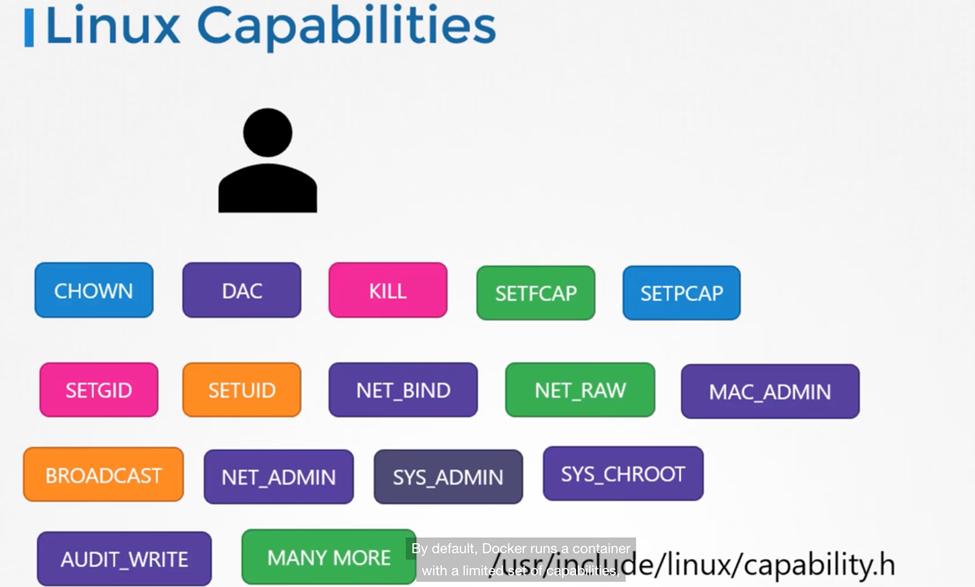 Linux Capabilities
CHOWN
DAC
KILL
SETFCAP
SETPCAP
SETGID
SETUID
NET_BIND
NET_RAW
MAC_ADMIN
BROADCAST
NET_ADMIN
SYS_ADMIN
SYS_CHROOT
AUDIT_WRITE
MANY MORE
By default, Docker runs a container
with a limited set of capabilities.
/usr/include/linux/capability.h